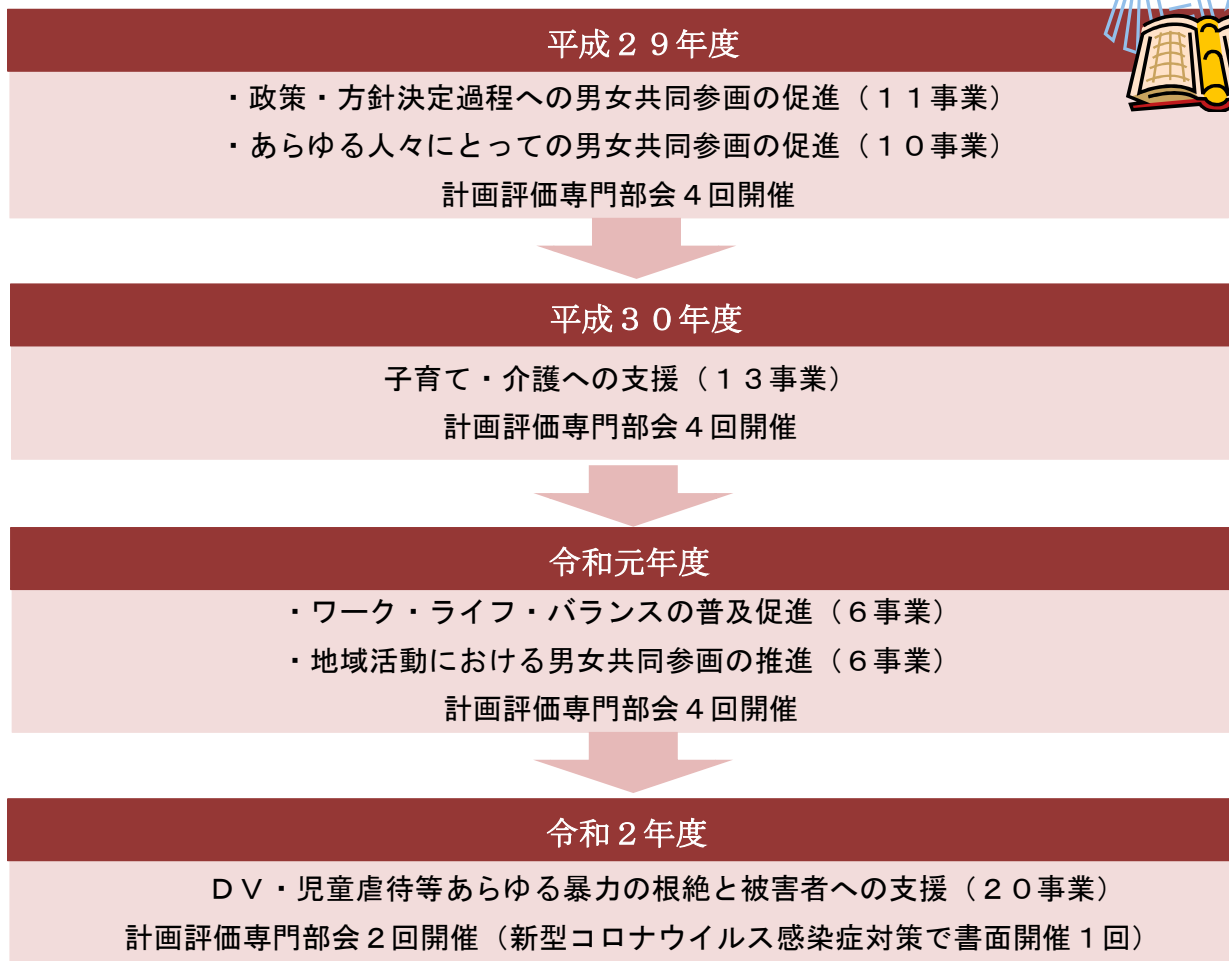 平成２９年度
・政策・方針決定過程への男女共同参画の促進（１１事業）
・あらゆる人々にとっての男女共同参画の促進（１０事業）
計画評価専門部会４回開催
平成３０年度
子育て・介護への支援（１３事業）
計画評価専門部会４回開催
令和元年度
・ワーク・ライフ・バランスの普及促進（６事業）
・地域活動における男女共同参画の推進（６事業）
計画評価専門部会４回開催
令和２年度
ＤＶ・児童虐待等あらゆる暴力の根絶と被害者への支援（２０事業）
計画評価専門部会２回開催（新型コロナウイルス感染症対策で書面開催１回）